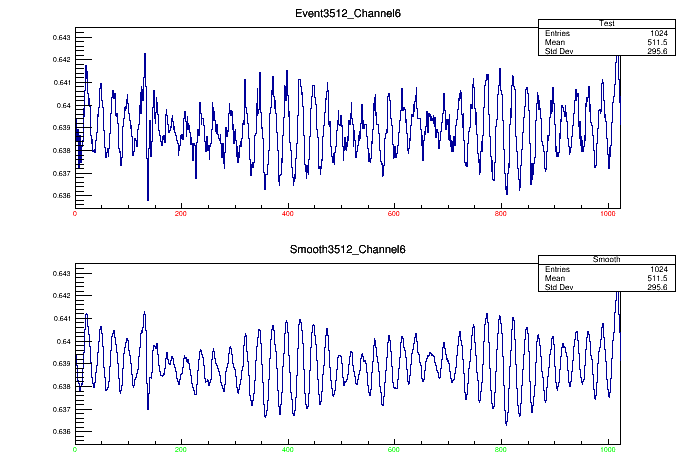 Event3512_Channel6
Test
Entries 1024
Mean 511.5
Std Dev 295.6
0.643
0.642
0.641
0.64
0.639
0.638
0.637
0.636
0 200 400 600 800 1000
Smooth3512_Channel6
Smooth
Entries 1024
Mean 511.5
Std Dev 295.6
0.643
0.642
0.641
0.64
0.639
0.638
0.637
0.636
0 200 400 600 800 1000